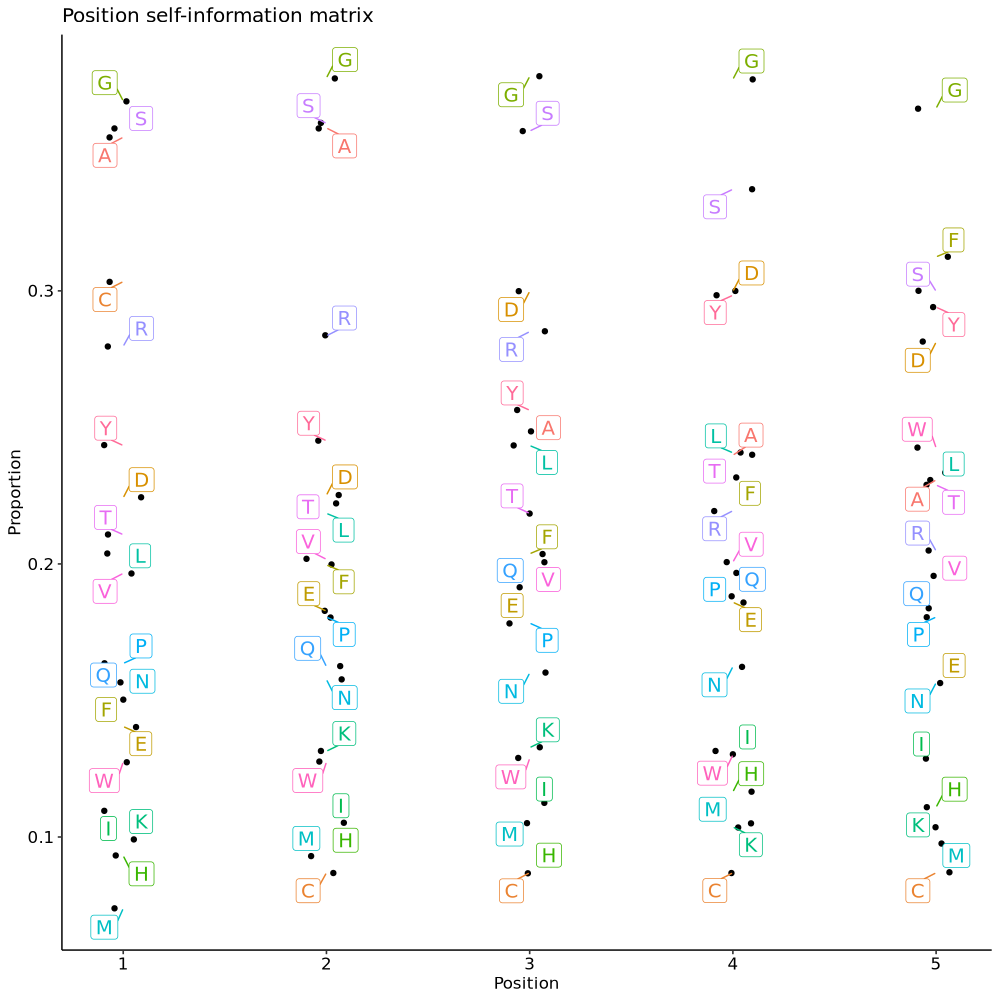 Position self-information matrix
Proportion
0.3
0.2
0.1
G
S
A
C
R
Y
D
T
L
V
P
Q
N
F
E
W
I
K
H
M
G
S
A
R
Y
D
T
L
V
F
E
P
Q
N
K
W
I
M
H
C
G
S
D
R
Y
A
L
T
F
Q
V
E
P
N
K
W
I
M
H
C
G
S
D
Y
L
A
T
F
R
V
Q
P
E
N
I
W
H
M
K
C
G
F
S
Y
D
W
L
A
T
R
V
Q
P
E
N
I
H
K
M
C
1 2 3 4 5
Position